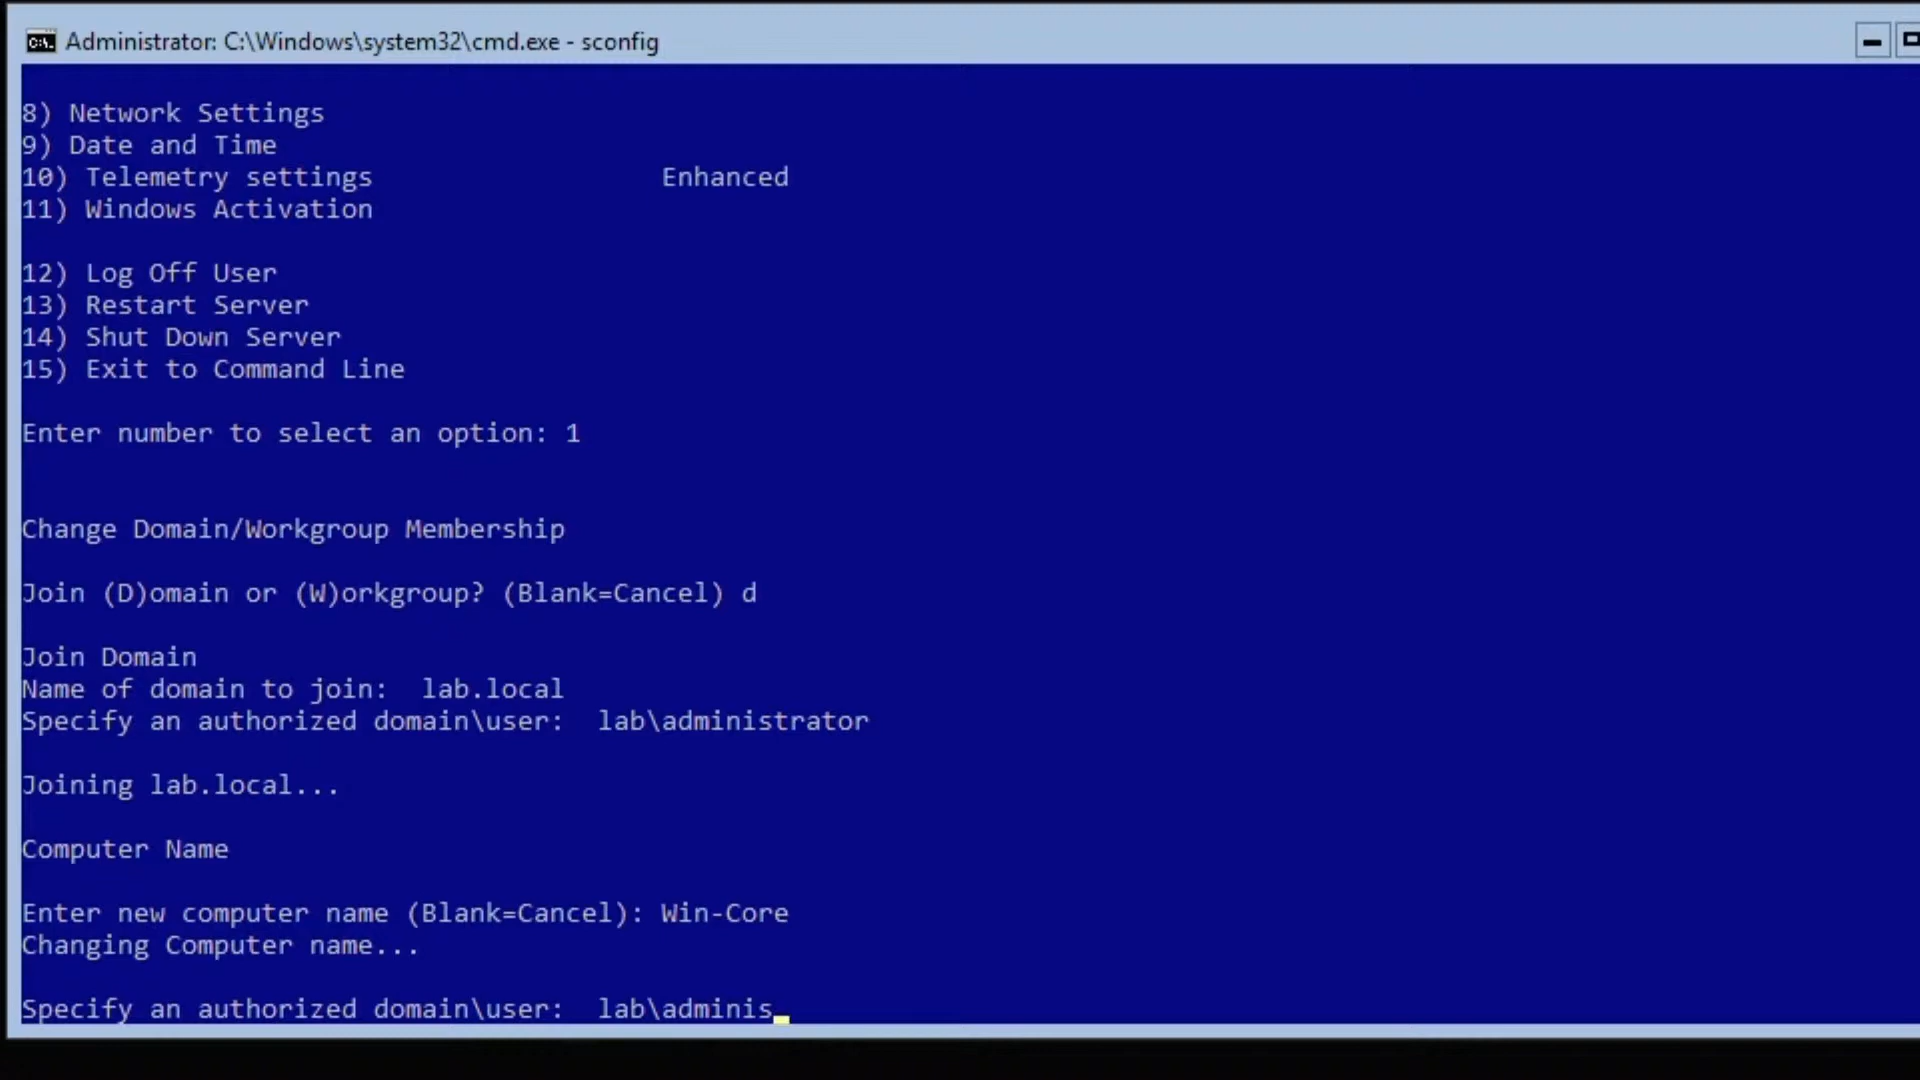 Administrator: C:\Windows\system32\cmd.exe - sconfig
8) Network Settings
9) Date and Time
10) Telemetry settings Enhanced
11) Windows Activation
12) Log Off User
13) Restart Server
14) Shut Down Server
15) Exit to Command Line
Enter number to select an option: 1
Change Domain/Workgroup Membership
Join (D)omain or (W)orkgroup? (Blank=Cancel) d
Join Domain
Name of domain to join:  lab.local
Specify an authorized domain\user:  lab\administrator
Joining lab.local...
Computer Name
Enter new computer name (Blank=Cancel): Win-Core
Changing Computer name...
Specify an authorized domain\user:  lab\adminis